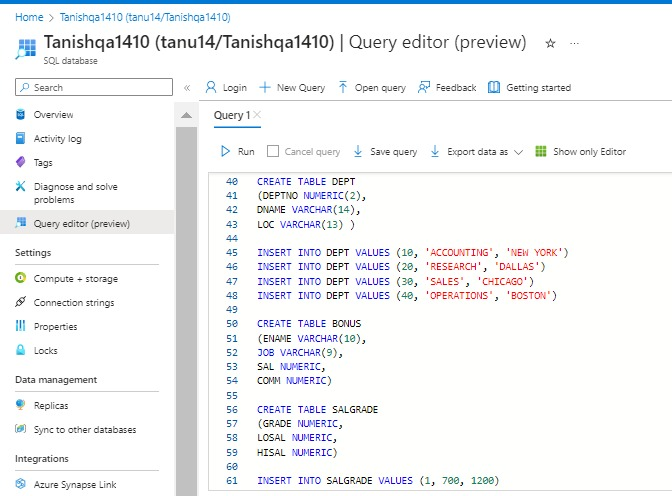 Home > Tanishqa1410 (tanu14/Tanishqa1410)
Tanishqa1410 (tanu14/Tanishqa1410) | Query editor (preview) ☆ ...
SQL database
Search
«
Overview
Activity log
Tags
Diagnose and solve
problems
Query editor (preview)
Settings
Compute + storage
Connection strings
Properties
Locks
Data management
Replicas
Sync to other databases
Integrations
Azure Synapse Link
Login New Query Open query Feedback Getting started
Query 1 ×
Run Cancel query Save query Export data as Show only Editor
40 CREATE TABLE DEPT
41 (DEPTNO NUMERIC(2),
42 DNAME VARCHAR(14),
43 LOC VARCHAR(13) )
44
45 INSERT INTO DEPT VALUES (10, 'ACCOUNTING', 'NEW YORK')
46 INSERT INTO DEPT VALUES (20, 'RESEARCH', 'DALLAS')
47 INSERT INTO DEPT VALUES (30, 'SALES', 'CHICAGO')
48 INSERT INTO DEPT VALUES (40, 'OPERATIONS', 'BOSTON')
49
50 CREATE TABLE BONUS
51 (ENAME VARCHAR(10),
52 JOB VARCHAR(9),
53 SAL NUMERIC,
54 COMM NUMERIC)
55
56 CREATE TABLE SALGRADE
57 (GRADE NUMERIC,
58 LOSAL NUMERIC,
59 HISAL NUMERIC)
60
61 INSERT INTO SALGRADE VALUES (1, 700, 1200)